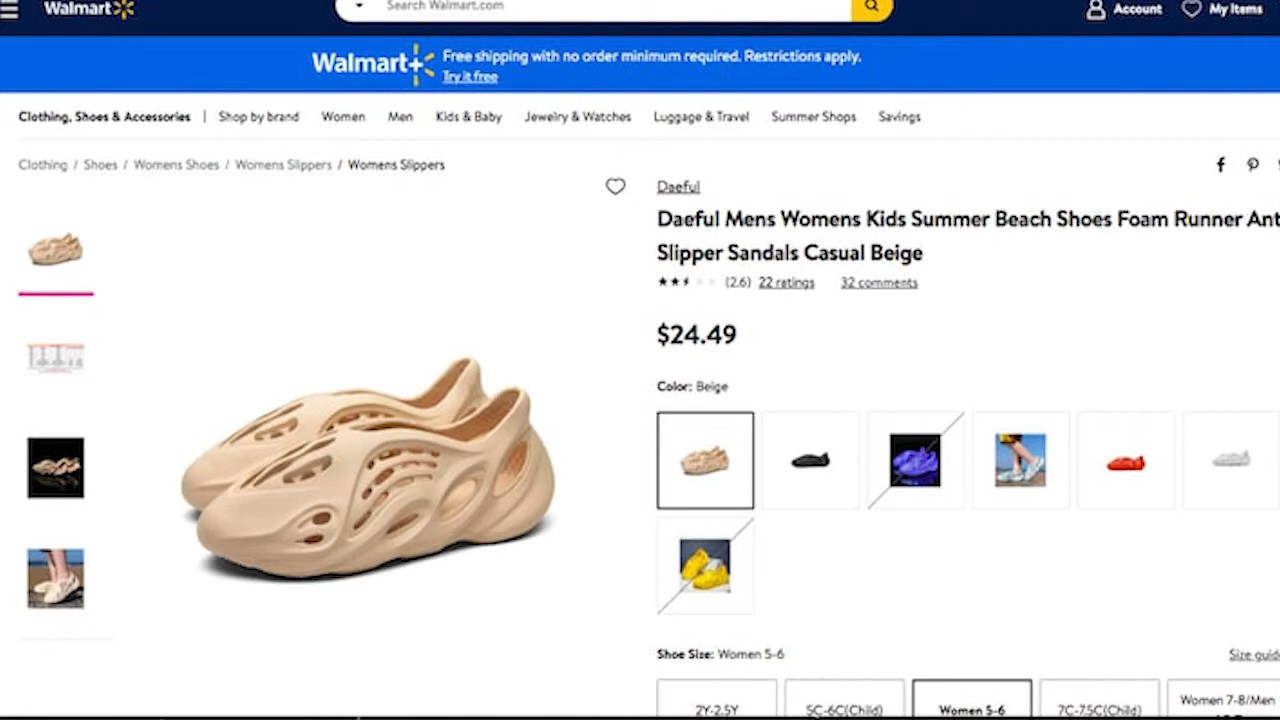 Walmart
Search Walmart.com
Account
My Items
Walmart+
Free shipping with no order minimum required. Restrictions apply.
Try it free
Clothing, Shoes & Accessories | Shop by brand Women Men Kids & Baby Jewelry & Watches Luggage & Travel Summer Shops Savings
Clothing / Shoes / Womens Shoes / Womens Slippers / Womens Slippers
Daeful
Daeful Mens Womens Kids Summer Beach Shoes Foam Runner Ant
Slipper Sandals Casual Beige
(2.6) 22 ratings 32 comments
$24.49
Color: Beige
Shoe Size: Women 5-6
Size guid
2Y-2.5Y
5C-6C(Child)
Women 5-6
7C-7.5C(Child)
Women 7-8/Men